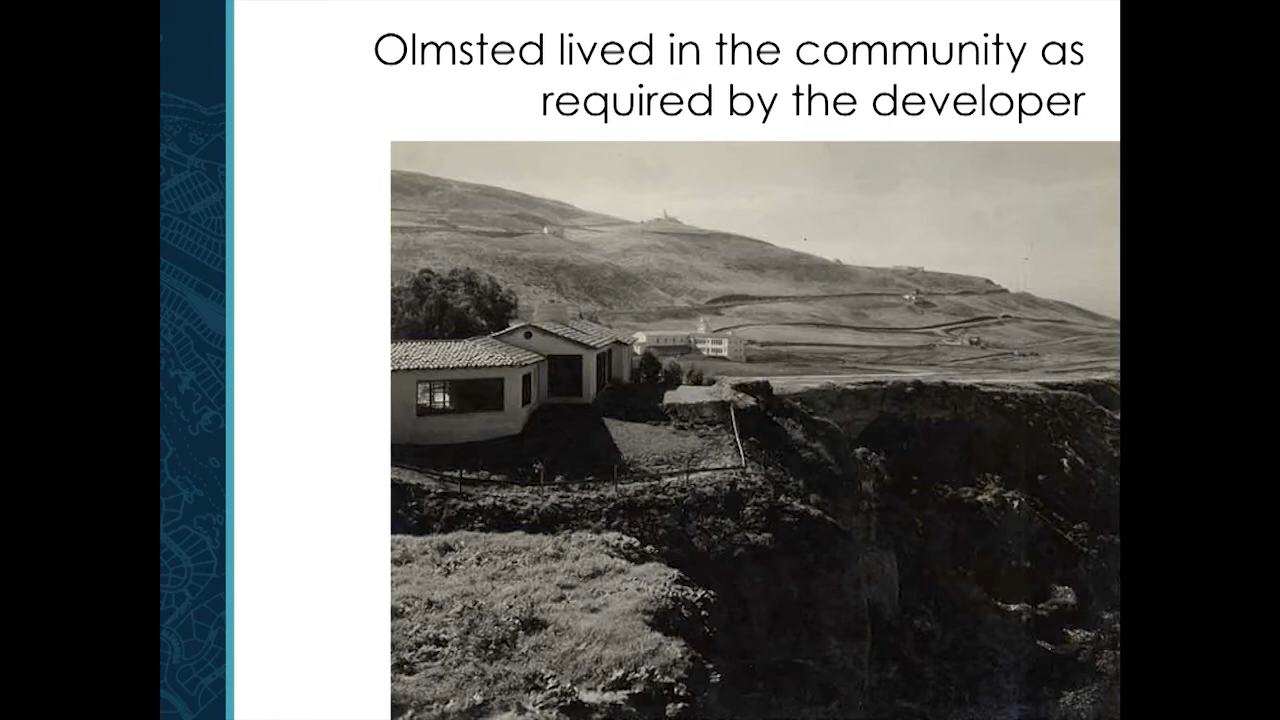 Olmsted lived in the community as
required by the developer